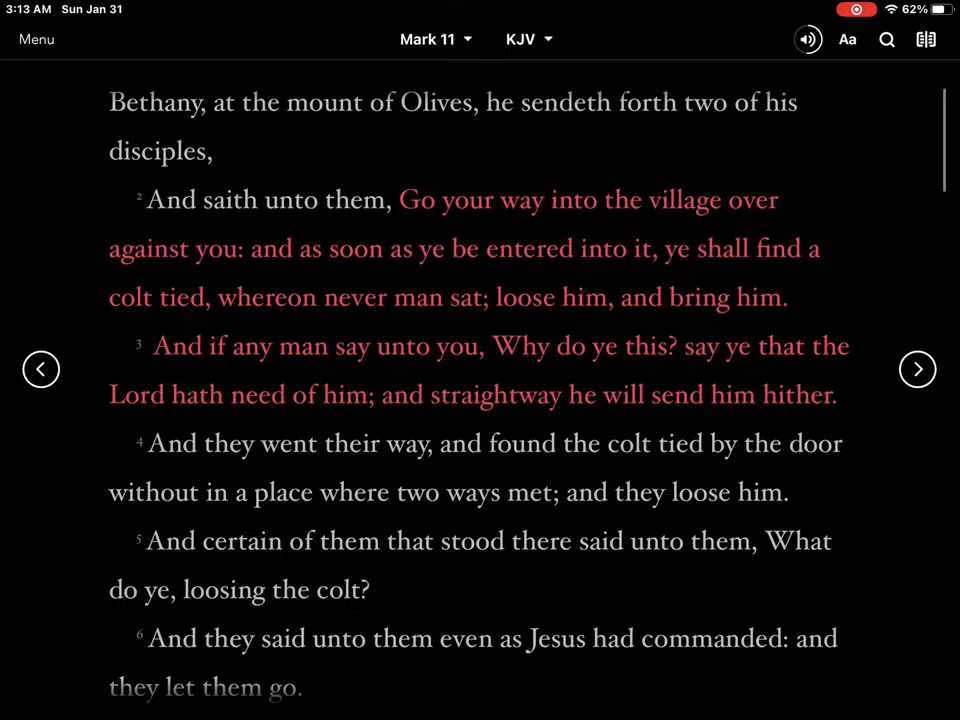 3:13 AM Sun Jan 31 62%
Menu Mark 11 KJV Aa
Bethany, at the mount of Olives, he sendeth forth two of his
disciples,
2 And saith unto them, Go your way into the village over
against you: and as soon as ye be entered into it, ye shall find a
colt tied, whereon never man sat; loose him, and bring him.
3 And if any man say unto you, Why do ye this? say ye that the
Lord hath need of him; and straightway he will send him hither.
4 And they went their way, and found the colt tied by the door
without in a place where two ways met; and they loose him.
5 And certain of them that stood there said unto them, What
do ye, loosing the colt?
6 And they said unto them even as Jesus had commanded: and
they let them go.